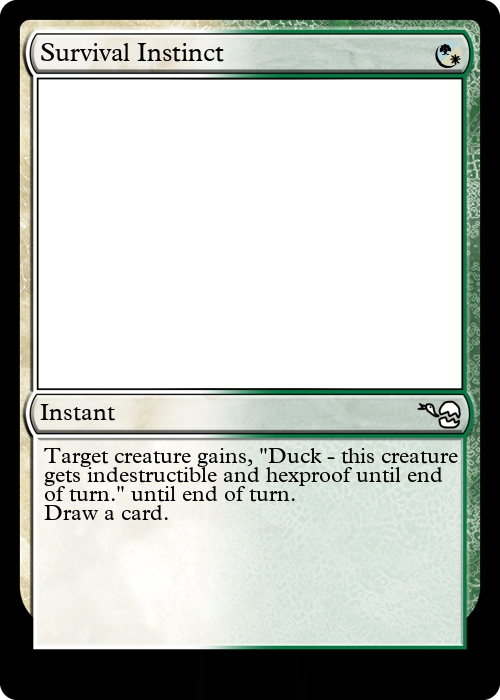 Survival Instinct
Instant
Target creature gains, "Duck - this creature
gets indestructible and hexproof until end
of turn." until end of turn.
Draw a card.